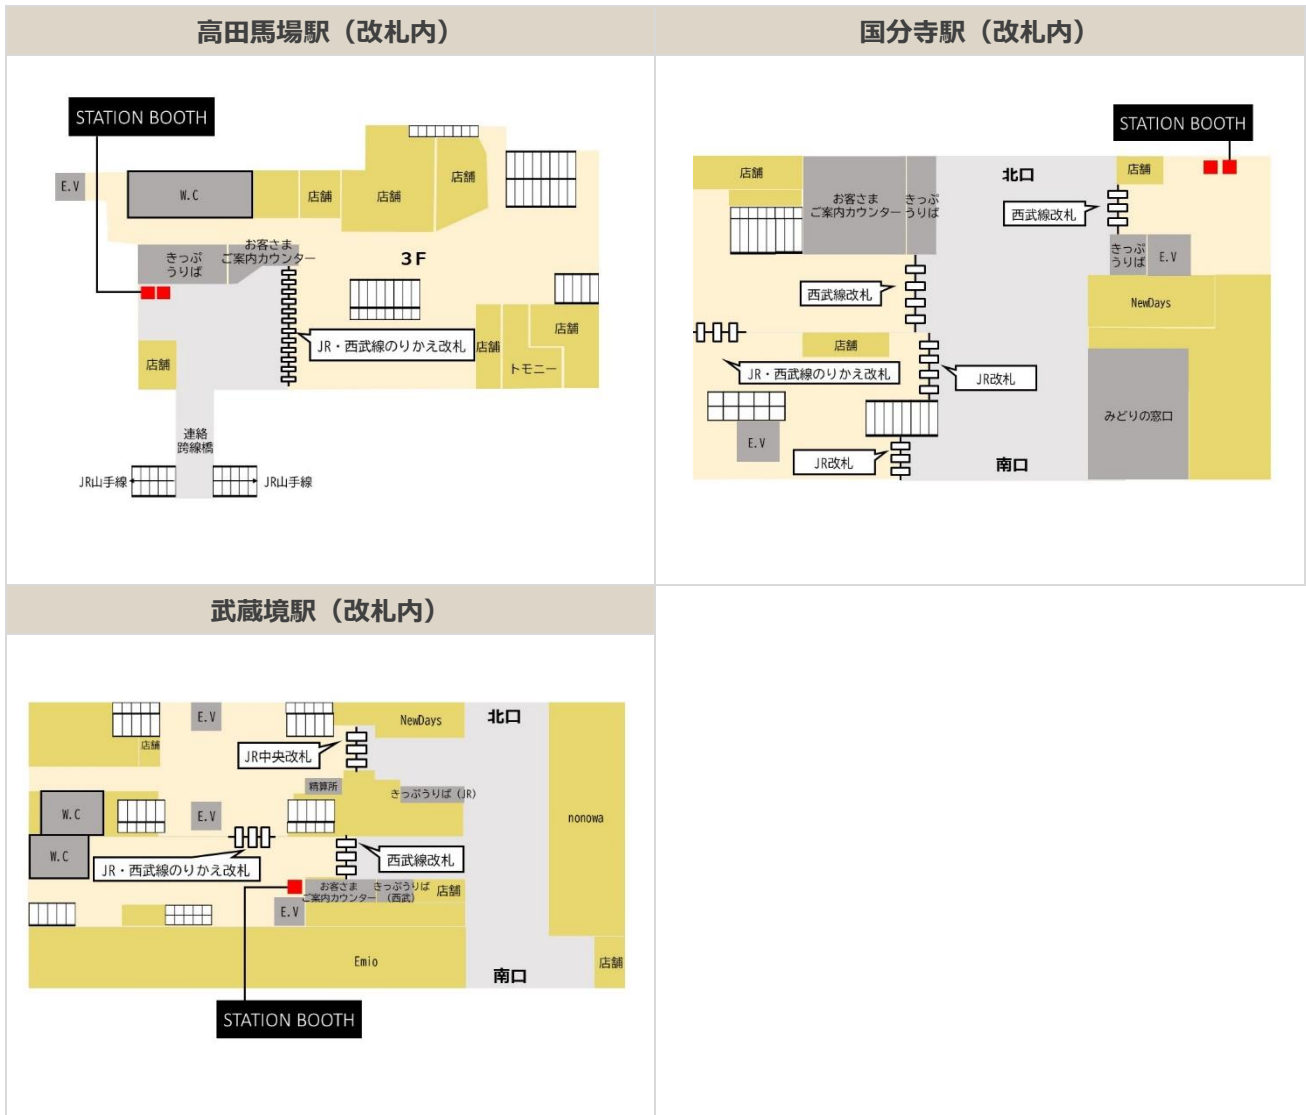 高田馬場駅（改札内）
STATION BOOTH
E.V
W.C
店舗
店舗
店舗
きっぷ
うりば
お客さま
ご案内カウンター
3F
JR・西武線のりかえ改札
店舗
店舗
トモニー
店舗
連絡
跨線橋
JR山手線
JR山手線
国分寺駅（改札内）
STATION BOOTH
店舗
お客さま
ご案内カウンター
きっぷ
うりば
北口
店舗
西武線改札
きっぷ
うりば
E.V
西武線改札
NewDays
店舗
JR・西武線のりかえ改札
JR改札
みどりの窓口
E.V
JR改札
南口
武蔵境駅（改札内）
E.V
NewDays
北口
店舗
JR中央改札
精算所
きっぷうりば（JR）
W.C
E.V
nonowa
W.C
JR・西武線のりかえ改札
西武線改札
お客さま
ご案内カウンター
きっぷうりば
（西武）
店舗
E.V
Emio
南口
店舗
STATION BOOTH